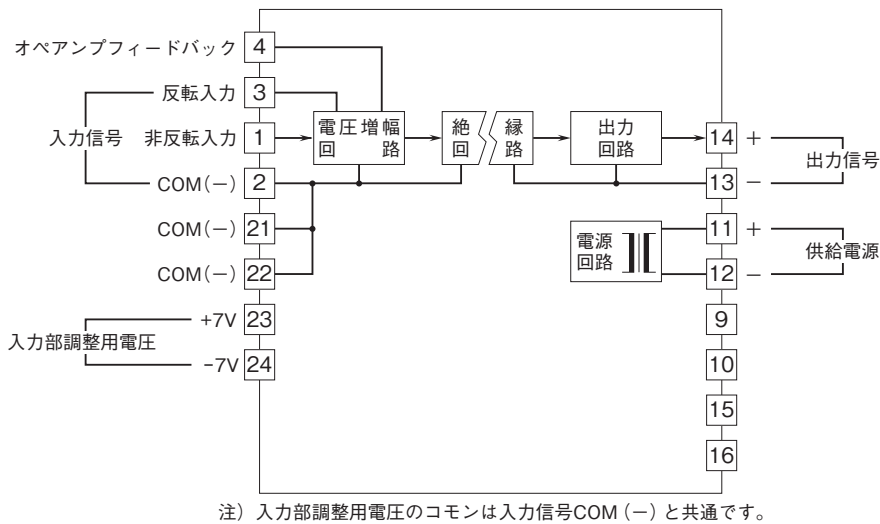 オペアンプフィードバック 4
反転入力 3
入力信号
非反転入力 1
COM(−) 2
COM(−) 21
COM(−) 22
+7V 23
入力部調整用電圧
−7V 24
電圧増幅
回路
絶縁
回路
出力
回路
14 +
出力信号
13 −
電源
回路
11 +
供給電源
12 −
9
10
15
16
注）入力部調整用電圧のコモンは入力信号COM（−）と共通です。